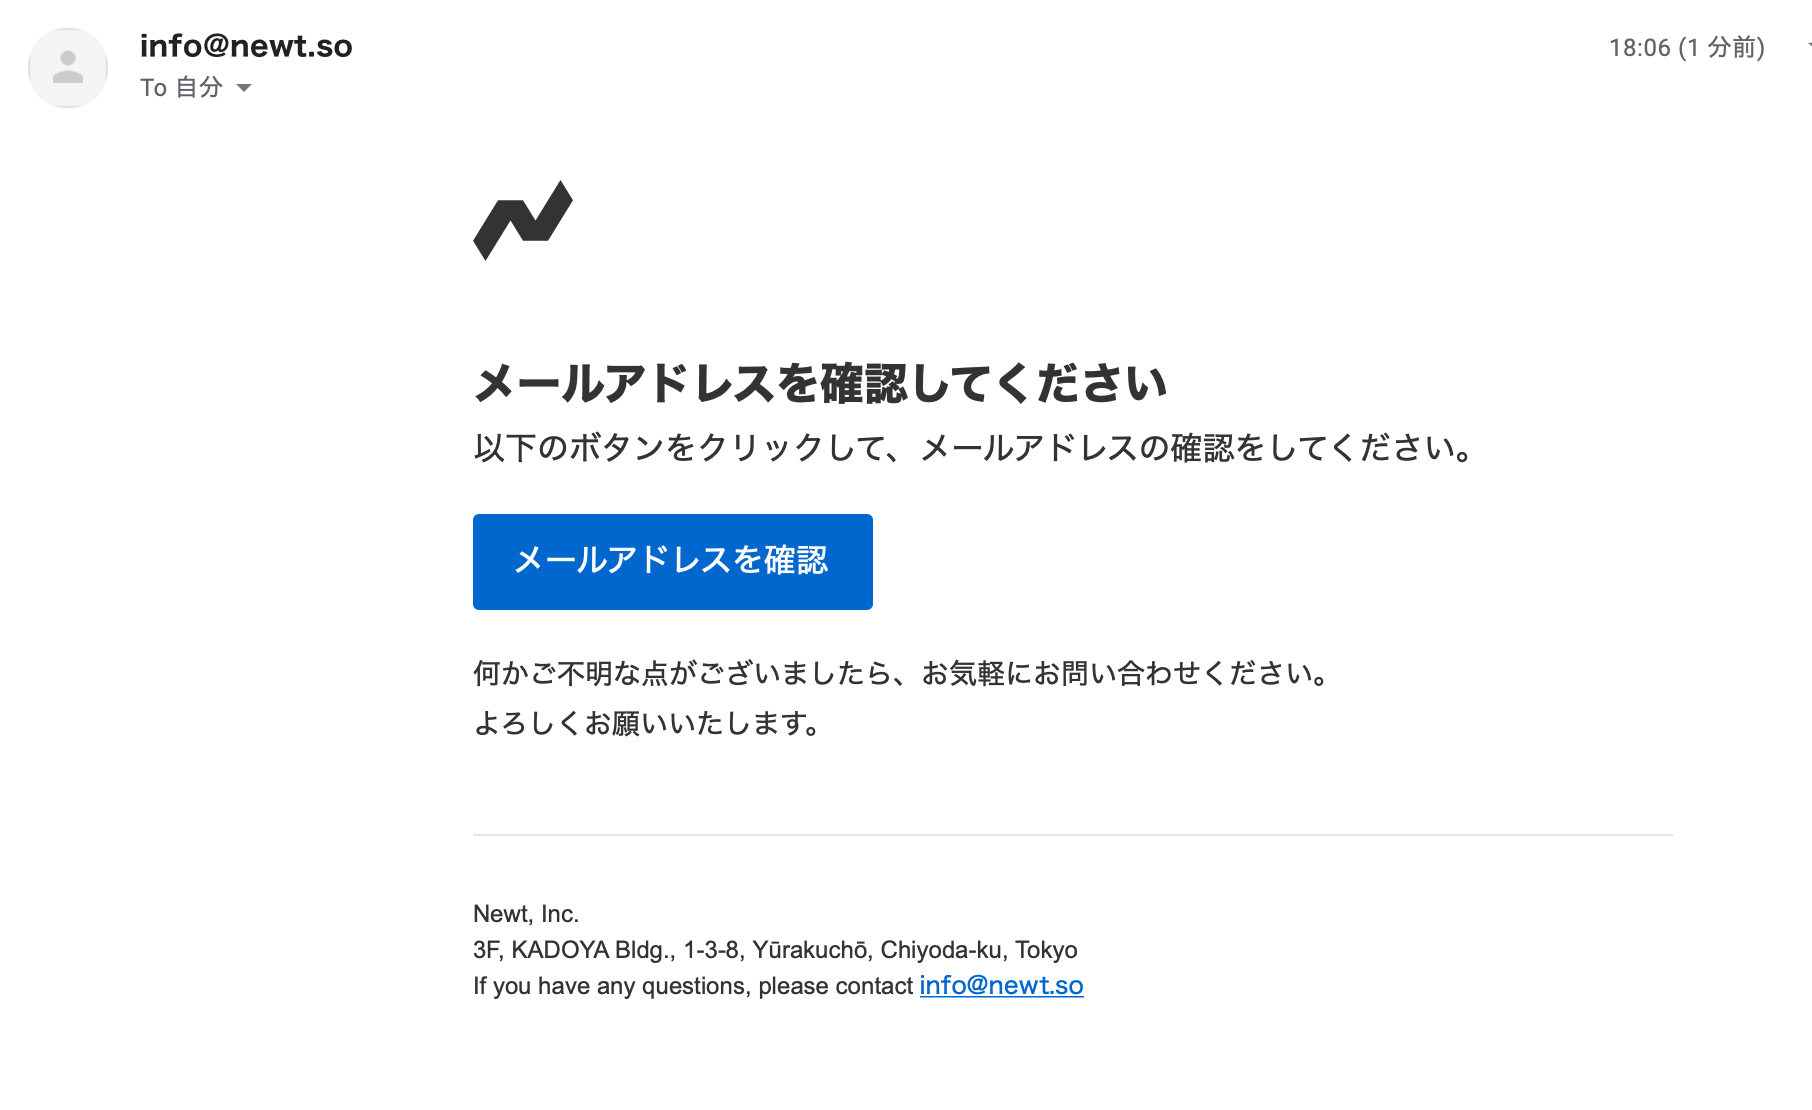 info@newt.so
18:06 (1 分前)
To 自分
メールアドレスを確認してください
以下のボタンをクリックして、メールアドレスの確認をしてください。
メールアドレスを確認
何かご不明な点がございましたら、お気軽にお問い合わせください。
よろしくお願いいたします。
Newt, Inc.
3F, KADOYA Bldg., 1-3-8, Yūrakuchō, Chiyoda-ku, Tokyo
If you have any questions, please contact info@newt.so